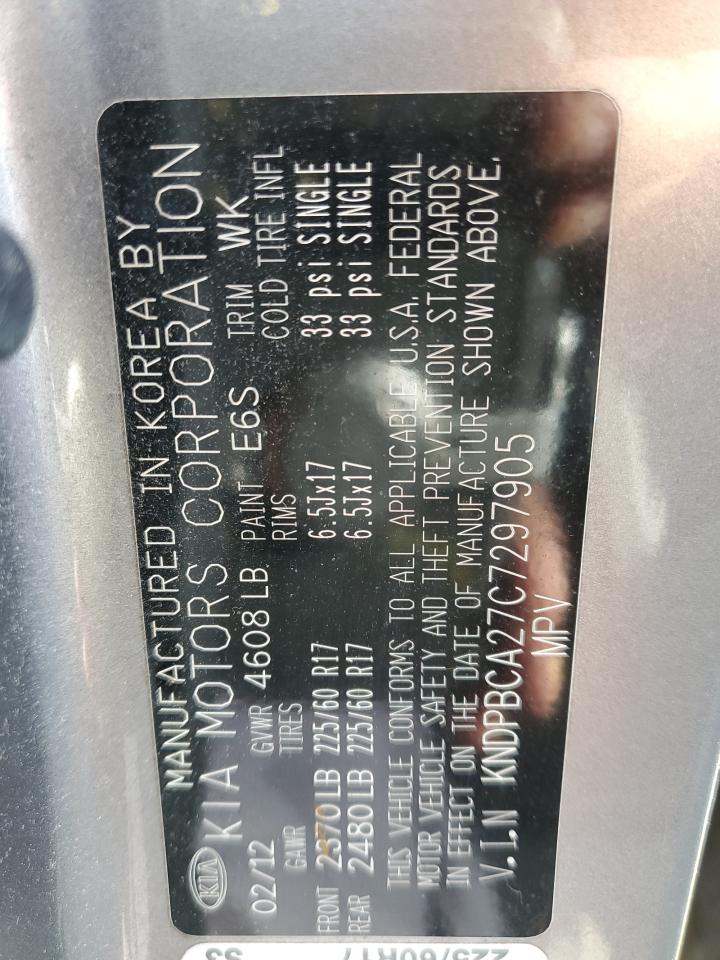 MANUFACTURED IN KOREA BY
KIA KIA MOTORS CORPORATION
02/12 GVWR 4608 LB PAINT E6S TRIM WK
GAWR TIRES RIMS COLD TIRE INFL
FRONT 2370LB 225/60 R17 6.5Jx17 33 psi SINGLE
REAR 2480LB 225/60 R17 6.5Jx17 33 psi SINGLE
THIS VEHICLE CONFORMS TO ALL APPLICABLE U.S.A. FEDERAL
MOTOR VEHICLE SAFETY AND THEFT PREVENTION STANDARDS
IN EFFECT ON THE DATE OF MANUFACTURE SHOWN ABOVE.
V.I.N KNDPBCA27C7297905
MPV
225/60R17